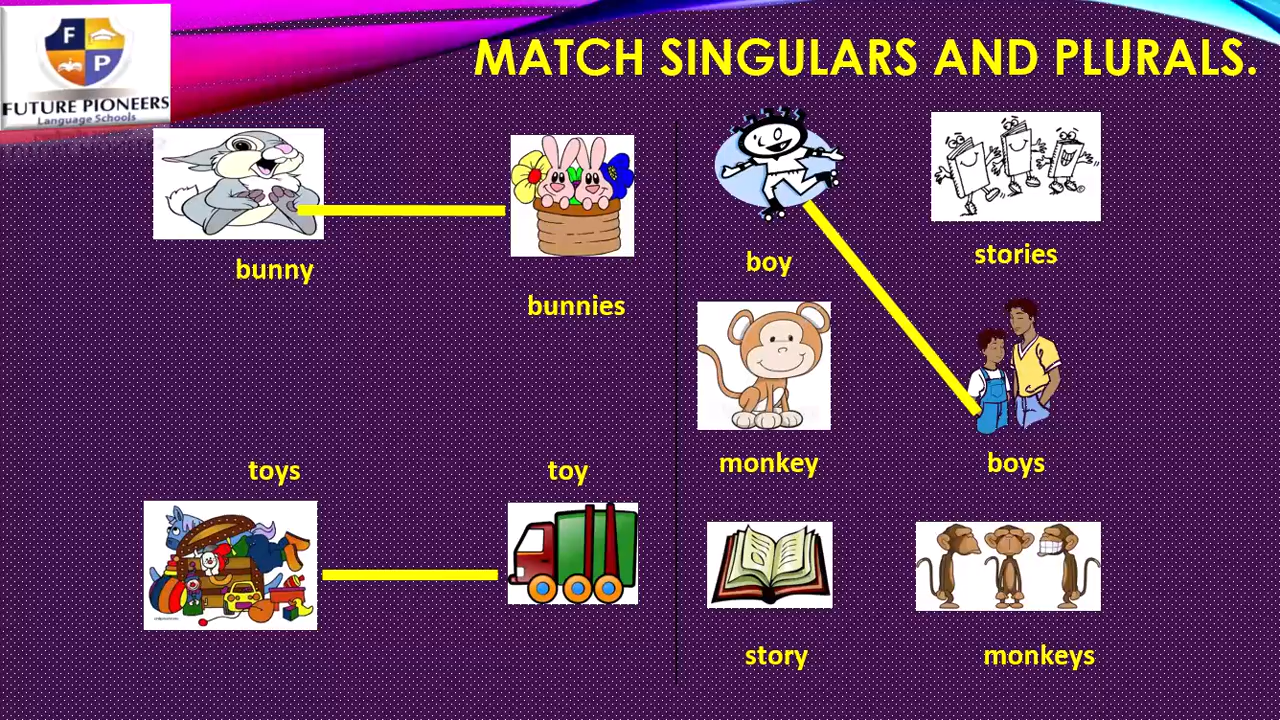 F
P
FUTURE PIONEERS
Language Schools
MATCH SINGULARS AND PLURALS.
bunny
bunnies
toys
toy
boy
stories
monkey
boys
story
monkeys